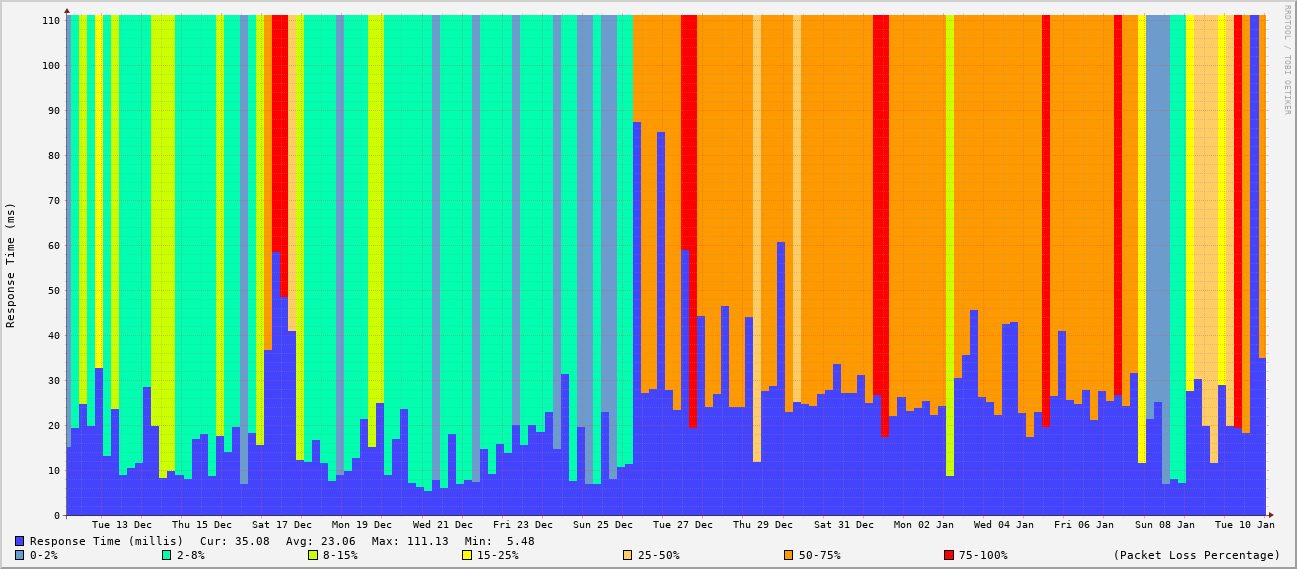 110
100
90
80
70
60
50
40
30
20
10
0
Response Time (ms)
RRDTOOL / TOBI OETIKER
Tue 13 Dec Thu 15 Dec Sat 17 Dec Mon 19 Dec Wed 21 Dec Fri 23 Dec Sun 25 Dec Tue 27 Dec Thu 29 Dec Sat 31 Dec Mon 02 Jan Wed 04 Jan Fri 06 Jan Sun 08 Jan Tue 10 Jan
Response Time (millis) Cur: 35.08 Avg: 23.06 Max: 111.13 Min: 5.48
0-2% 2-8% 8-15% 15-25% 25-50% 50-75% 75-100% (Packet Loss Percentage)